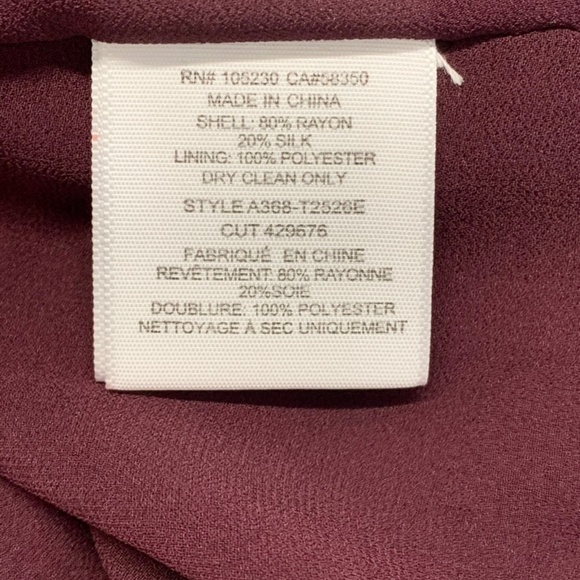 RN# 105230 CA#58350
MADE IN CHINA
SHELL: 80% RAYON
20% SILK
LINING: 100% POLYESTER
DRY CLEAN ONLY
STYLE A368-T2526E
CUT 429676
FABRIQUÉ EN CHINE
REVÊTEMENT: 80% RAYONNE
20%SOIE
DOUBLURE: 100% POLYESTER
NETTOYAGE À SEC UNIQUEMENT